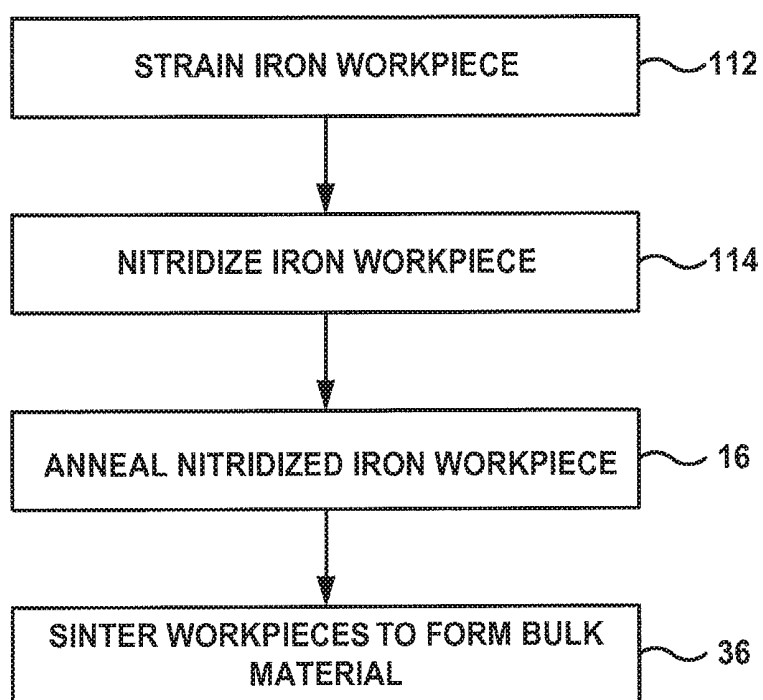 STRAIN IRON WORKPIECE
112
NITRIDIZE IRON WORKPIECE
114
ANNEAL NITRIDIZED IRON WORKPIECE
16
SINTER WORKPIECES TO FORM BULK
MATERIAL
36